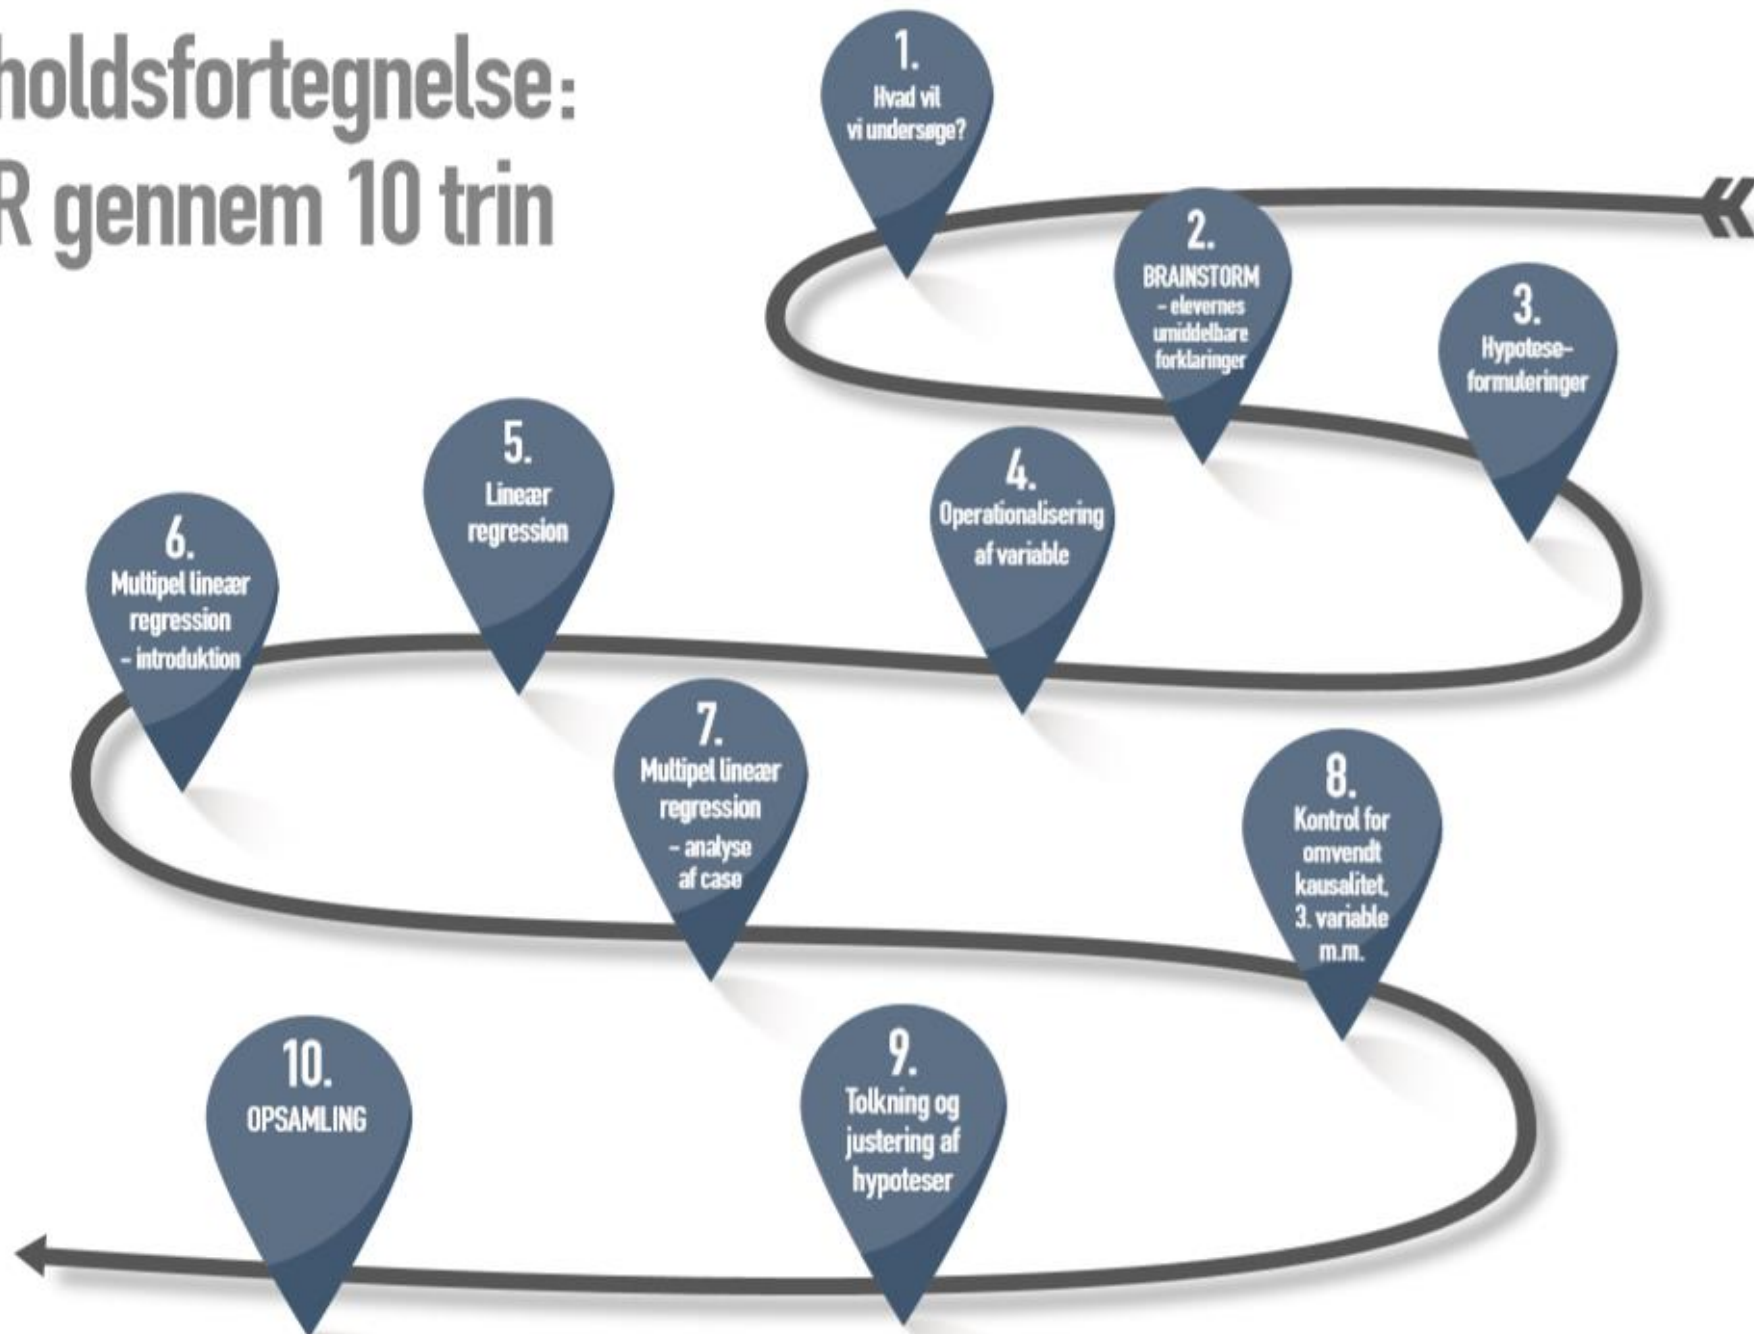 holdsfortegnelse:
R gennem 10 trin
1.
Hvad vil
vi undersøge?
2.
BRAINSTORM
– elevernes
umiddelbare
forklaringer
3.
Hypotese-
formuleringer
4.
Operationalisering
af variable
5.
Lineær
regression
6.
Multipel lineær
regression
– introduktion
7.
Multipel lineær
regression
– analyse
af case
8.
Kontrol for
omvendt
kausalitet,
3. variable
m.m.
9.
Tolkning og
justering af
hypoteser
10.
OPSAMLING